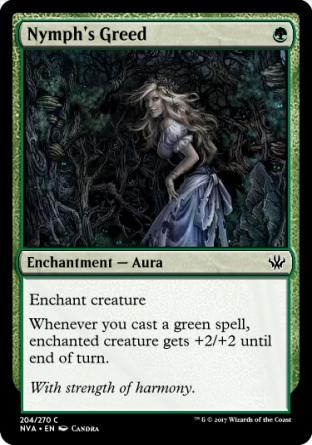 Nymph's Greed
Enchantment — Aura
Enchant creature
Whenever you cast a green spell,
enchanted creature gets +2/+2 until
end of turn.
With strength of harmony.
204/270 C
NVA • EN Candra
™ & © 2017 Wizards of the Coast